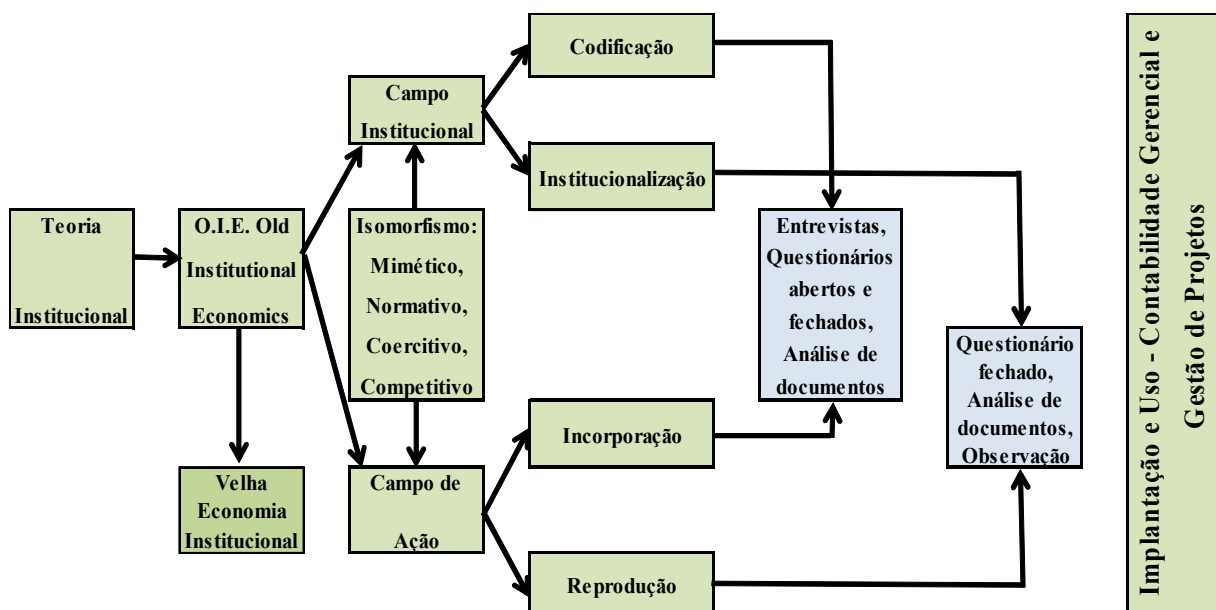 Teoria
Institucional
O.I.E. Old
Institutional
Economics
Velha
Economia
Institucional
Campo
Institucional
Isomorfismo:
Mimético,
Normativo,
Coercitivo,
Competitivo
Campo de
Ação
Codificação
Institucionalização
Incorporação
Reprodução
Entrevistas,
Questionários
abertos e
fechados,
Análise de
documentos
Questionário
fechado,
Análise de
documentos,
Observação
Implantação e Uso - Contabilidade Gerencial e
Gestão de Projetos